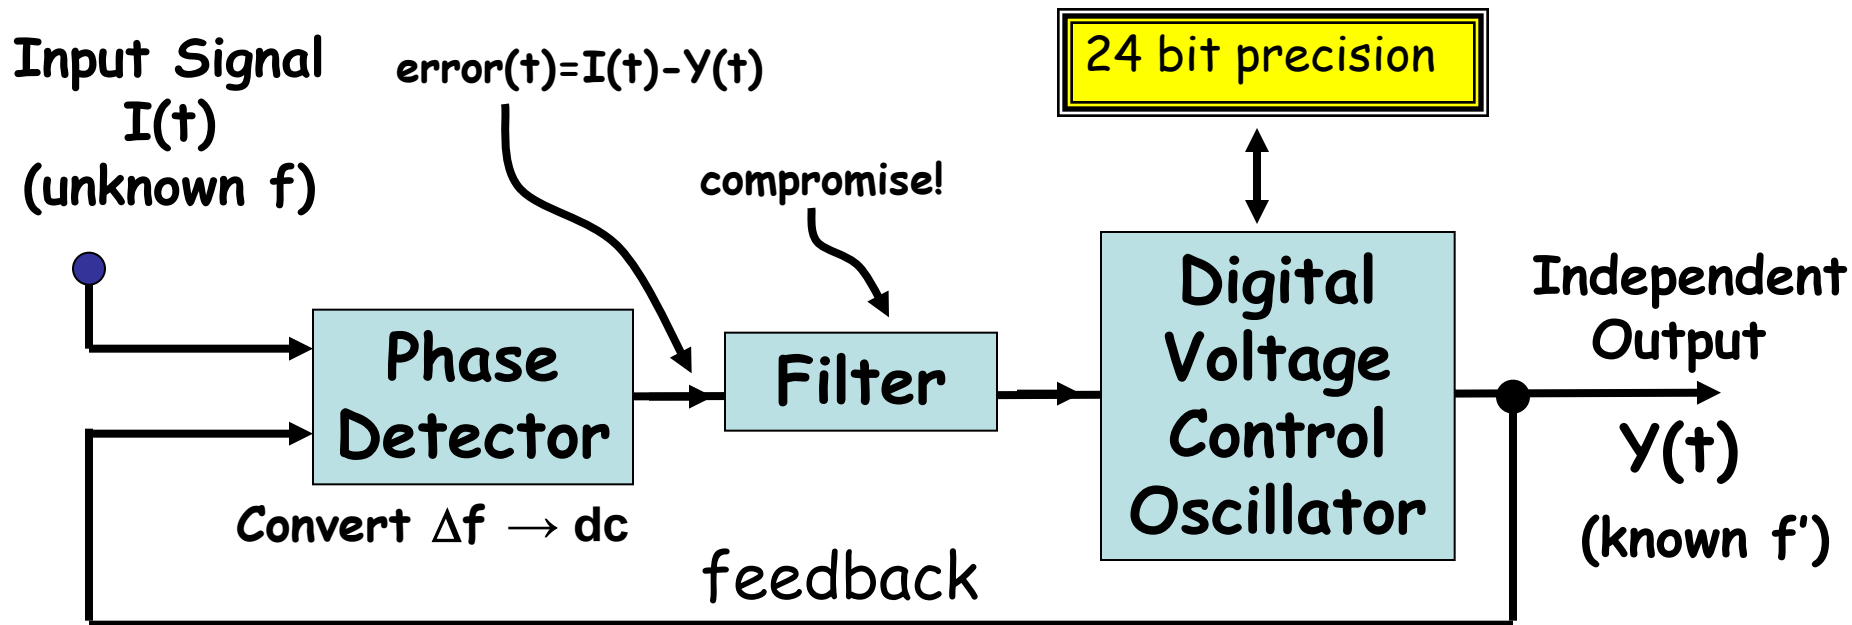 Input Signal
I(t)
(unknown f)
error(t)=I(t)-Y(t)
compromise!
24 bit precision
Phase
Detector
Convert Δf → dc
Filter
Digital
Voltage
Control
Oscillator
Independent
Output
Y(t)
(known f')
feedback